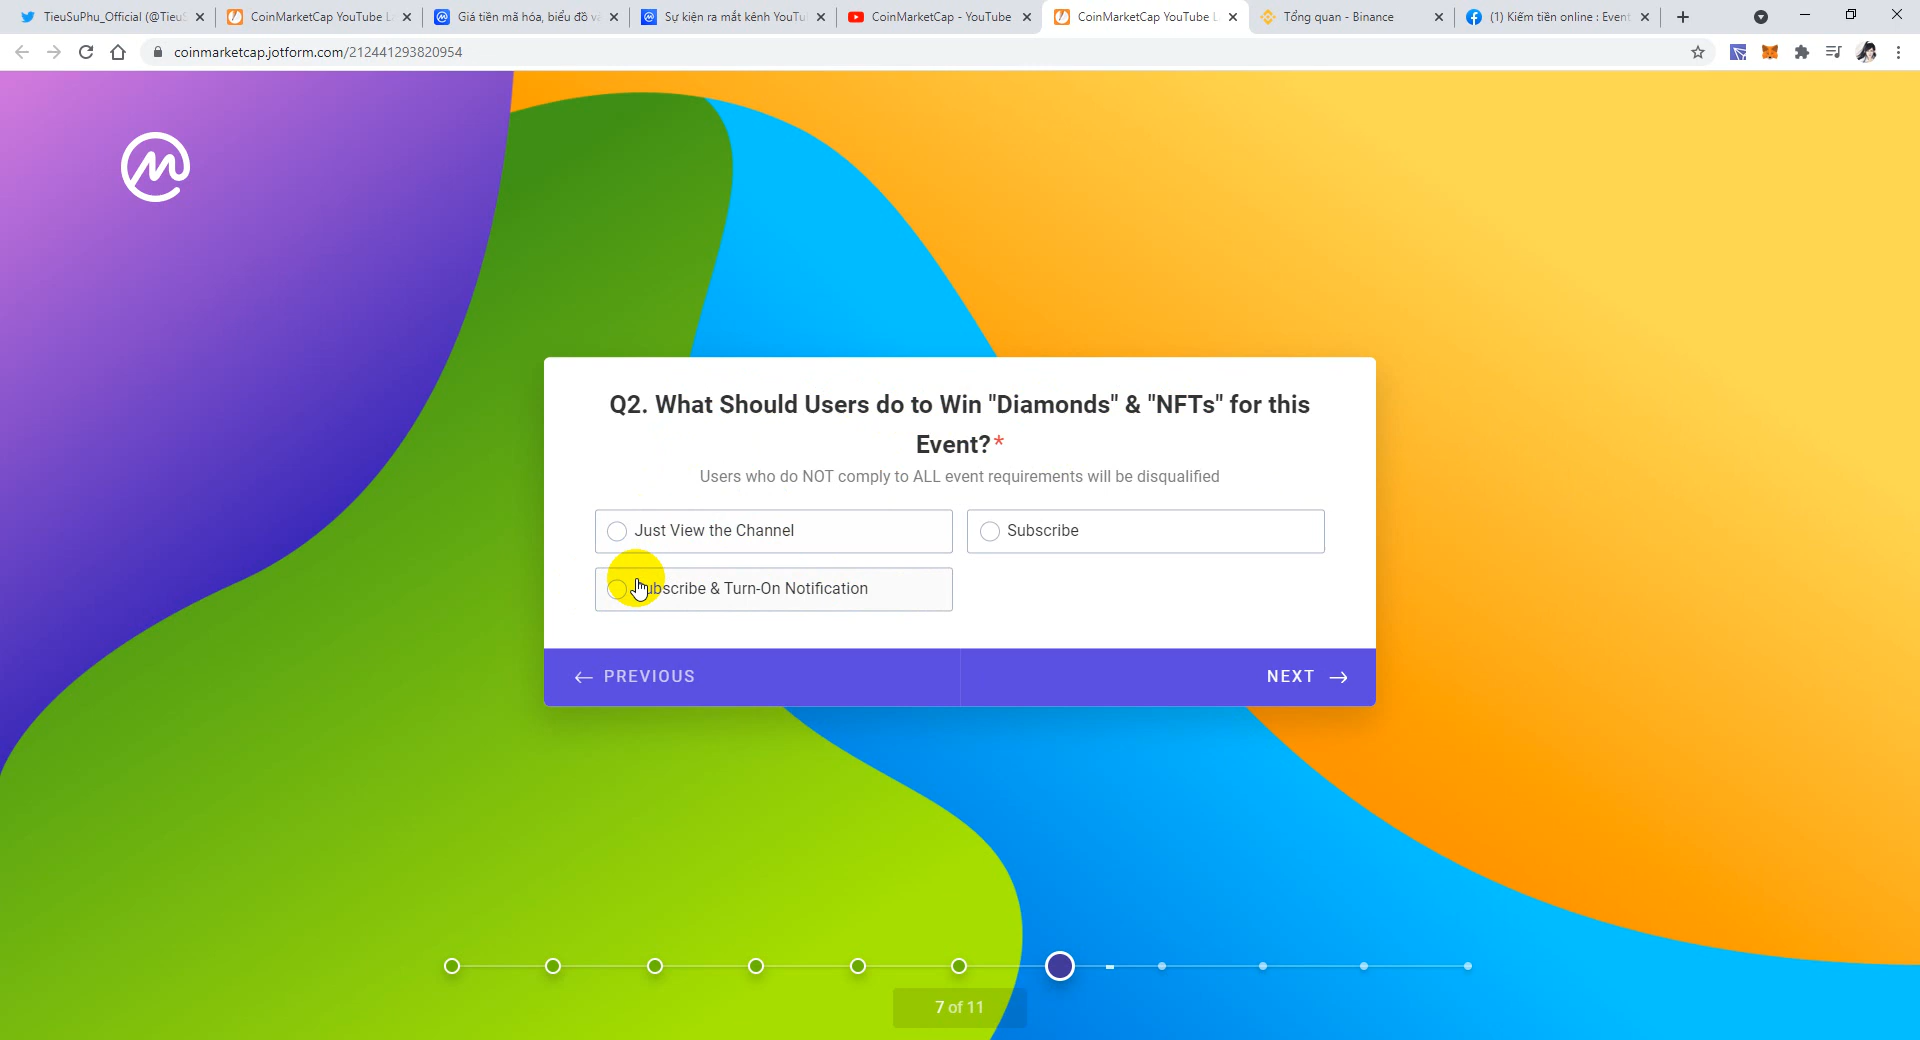 TieuSuPhu_Official (@TieuS
CoinMarketCap YouTube L
Giá tiền mã hóa, biểu đồ v
Sự kiện ra mắt kênh YouTu
CoinMarketCap - YouTube
CoinMarketCap YouTube L
Tổng quan - Binance
(1) Kiếm tiền online : Event
coinmarketcap.jotform.com/212441293820954
Q2. What Should Users do to Win "Diamonds" & "NFTs" for this
Event?*
Users who do NOT comply to ALL event requirements will be disqualified
Just View the Channel
Subscribe
ubscribe & Turn-On Notification
PREVIOUS
NEXT
7 of 11